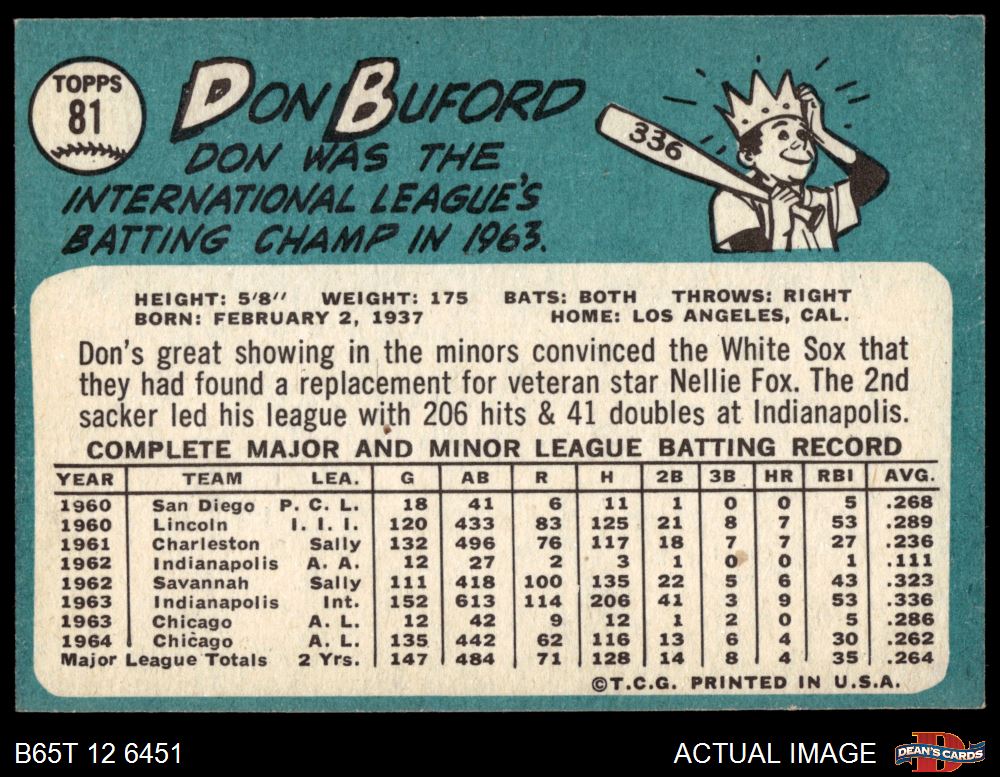 TOPPS
81
DON BUFORD
DON WAS THE
INTERNATIONAL LEAGUE'S
BATTING CHAMP IN 1963.
336
HEIGHT: 5'8" WEIGHT: 175 BATS: BOTH THROWS: RIGHT
BORN: FEBRUARY 2, 1937 HOME: LOS ANGELES, CAL.
Don's great showing in the minors convinced the White Sox that
they had found a replacement for veteran star Nellie Fox. The 2nd
sacker led his league with 206 hits & 41 doubles at Indianapolis.
COMPLETE MAJOR AND MINOR LEAGUE BATTING RECORD
YEAR TEAM LEA. G AB R H 2B 3B HR RBI AVG.
1960 San Diego P. C. L. 18 41 6 11 1 0 0 5 .268
1960 Lincoln I. I. I. 120 433 83 125 21 8 7 53 .289
1961 Charleston Sally 132 496 76 117 18 7 7 27 .236
1962 Indianapolis A. A. 12 27 2 3 1 0 0 1 .111
1962 Savannah Sally 111 418 100 135 22 5 6 43 .323
1963 Indianapolis Int. 152 613 114 206 41 3 9 53 .336
1963 Chicago A. L. 12 42 9 12 1 2 0 5 .286
1964 Chicago A. L. 135 442 62 116 13 6 4 30 .262
Major League Totals 2 Yrs. 147 484 71 128 14 8 4 35 .264
©T.C.G. PRINTED IN U.S.A.
B65T 12 6451 ACTUAL IMAGE DEAN'S CARDS